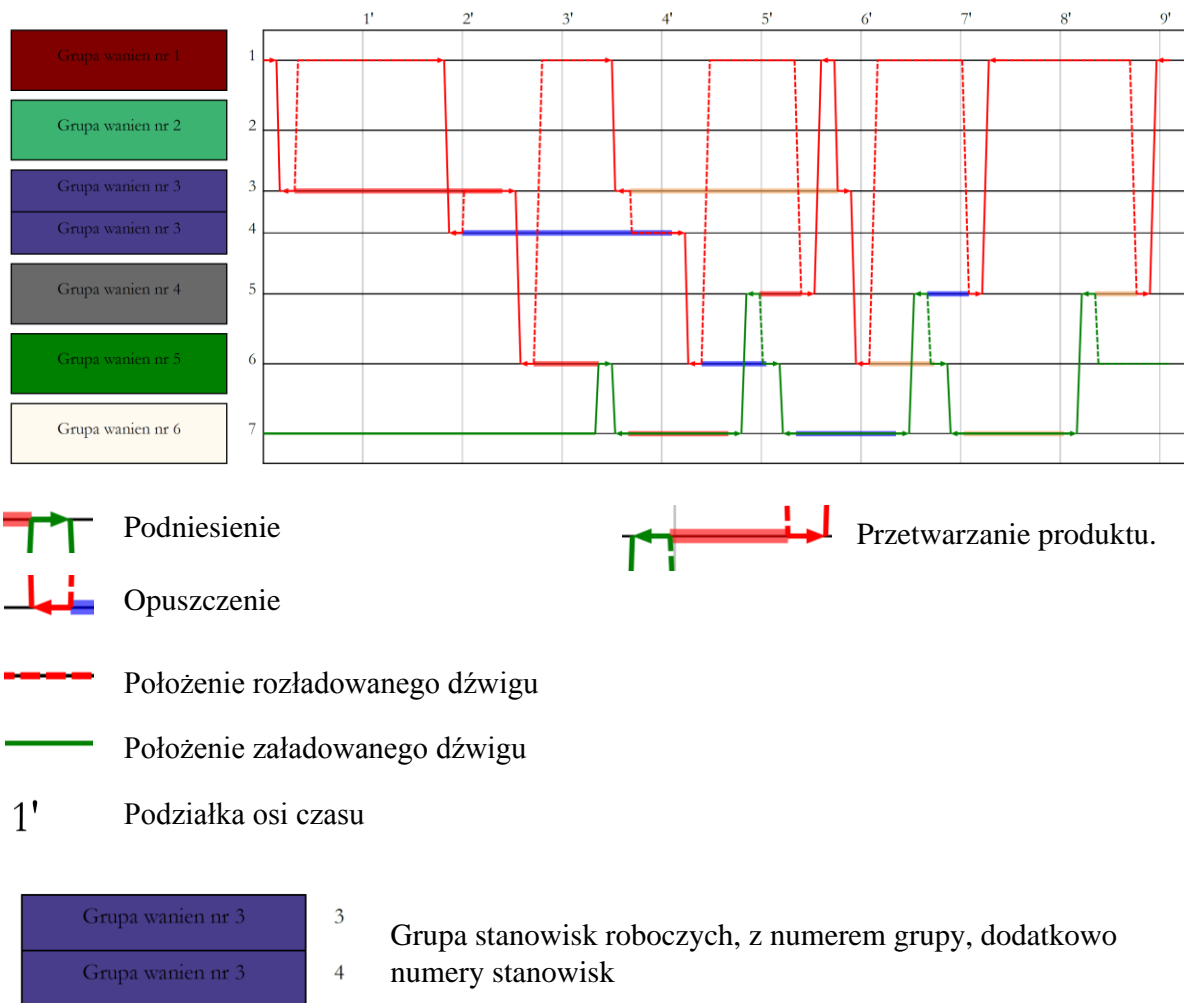 1' 2' 3' 4' 5' 6' 7' 8' 9'
Grupa wanien nr 1 1
Grupa wanien nr 2 2
Grupa wanien nr 3 3
Grupa wanien nr 3 4
Grupa wanien nr 4 5
Grupa wanien nr 5 6
Grupa wanien nr 6 7
Podniesienie
Przetwarzanie produktu.
Opuszczenie
Położenie rozładowanego dźwigu
Położenie załadowanego dźwigu
1' Podziałka osi czasu
Grupa wanien nr 3 3
Grupa wanien nr 3 4
Grupa stanowisk roboczych, z numerem grupy, dodatkowo
numery stanowisk